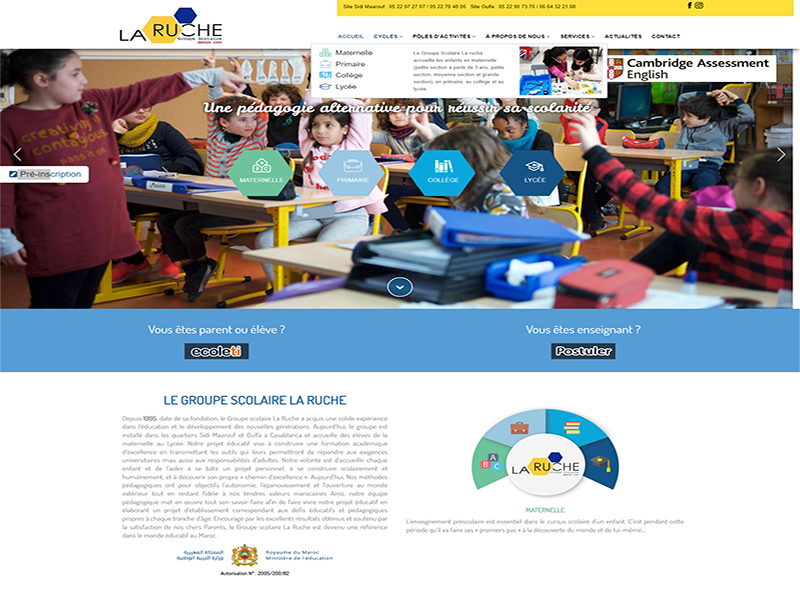 Site Sidi Maarouf : 05 22 97 27 07 / 05 22 78 48 06 Site Oulfa : 05 22 90 73 70 / 06 64 32 21 08
LA RUCHE
Groupe Scolaire
DEPUIS 1995
ACCUEIL CYCLES PÔLES D'ACTIVITÉS À PROPOS DE NOUS SERVICES ACTUALITÉS CONTACT
Maternelle
Primaire
Collège
Lycée
Le Groupe Scolaire La ruche
accueille les enfants en maternelle
(petite section à partir de 3 ans, petite
section, moyenne section et grande
section), en primaire, au collège et au
lycée.
Cambridge Assessment
English
Une pédagogie alternative pour réussir sa scolarité
Pré-inscription
MATERNELLE
PRIMAIRE
COLLÈGE
LYCÉE
Vous êtes parent ou élève ?
ecoleti
Vous êtes enseignant ?
Postuler
LE GROUPE SCOLAIRE LA RUCHE
Depuis 1995, date de sa fondation, le Groupe scolaire La Ruche a acquis une solide expérience
dans l'éducation et le développement des nouvelles générations. Aujourd'hui, le groupe est
installé dans les quartiers Sidi Maarouf et Oulfa à Casablanca et accueille des élèves de la
maternelle au Lycée. Notre projet éducatif vise à construire une formation académique
d'excellence en transmettant les outils qui leurs permettront de répondre aux exigences
universitaires mais aussi aux responsabilités d'adultes. Notre volonté est d'accueillir chaque
enfant et de l'aider à se bâtir un projet personnel, à se construire scolairement et
humainement, et à découvrir son propre « chemin d'excellence ». Aujourd'hui, Nos méthodes
pédagogiques ont pour objectifs l'autonomie, l'épanouissement et l'ouverture au monde
extérieur tout en restant fidèle à nos tendres valeurs marocaines Ainsi, notre équipe
pédagogique met en œuvre tout son savoir-faire afin de faire vivre notre projet éducatif en
élaborant un projet d'établissement correspondant aux défis éducatifs et pédagogiques
propres à chaque tranche d'âge. Encouragé par les excellents résultats obtenus et soutenu par
la satisfaction de nos chers Parents, le Groupe scolaire La Ruche est devenu une référence
dans le monde éducatif au Maroc.
المملكة المغربية
وزارة التربية الوطنية
Royaume du Maroc
Ministère de l'éducation
Autorisation N° : 2005/200/82
A
B C
LA RUCHE
MATERNELLE
L'enseignement préscolaire est essentiel dans le cursus scolaire d'un enfant. C'est pendant cette
période qu'il va faire ses « premiers pas » à la découverte du monde et de lui-même...